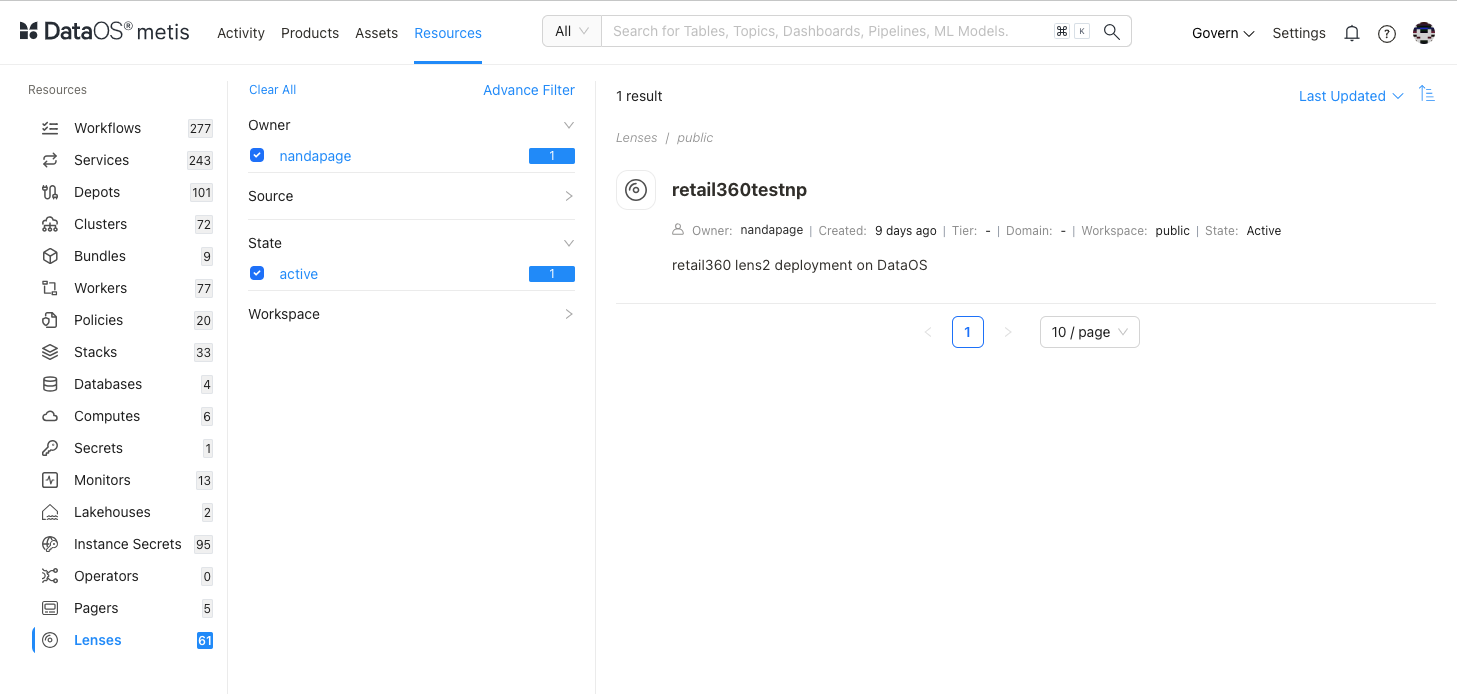 DataOS® metis
Activity
Products
Assets
Resources
All
Search for Tables, Topics, Dashboards, Pipelines, ML Models.
⌘
K
Govern
Settings
?
Resources
Workflows 277
Services 243
Depots 101
Clusters 72
Bundles 9
Workers 77
Policies 20
Stacks 33
Databases 4
Computes 6
Secrets 1
Monitors 13
Lakehouses 2
Instance Secrets 95
Operators 0
Pagers 5
Lenses 61
Clear All
Advance Filter
Owner
nandapage 1
Source
State
active 1
Workspace
1 result
Last Updated
Lenses / public
retail360testnp
Owner: nandapage | Created: 9 days ago | Tier: - | Domain: - | Workspace: public | State: Active
retail360 lens2 deployment on DataOS
1
10 / page